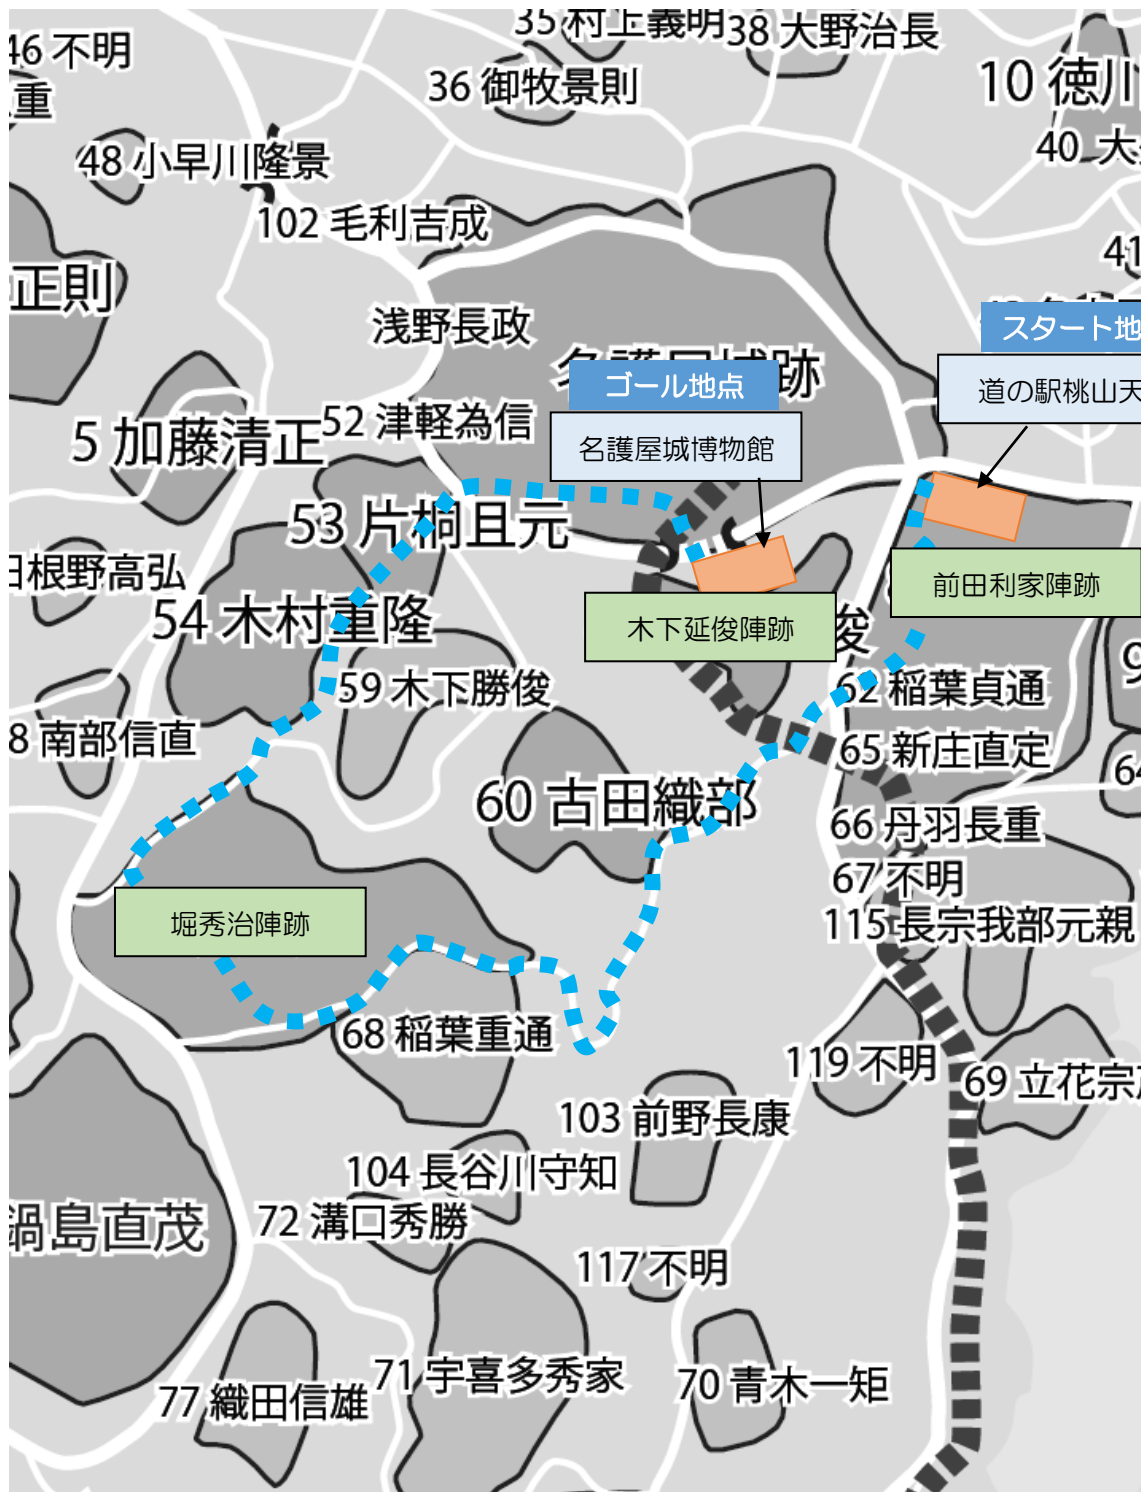 35 村上義明
38 大野治長
46 不明
重
36 御牧景則
10 徳川
40 大
48 小早川隆景
102 毛利吉成
41
正則
浅野長政
スタート地
名護屋城跡
道の駅桃山天
ゴール地点
5 加藤清正
52 津軽為信
名護屋城博物館
53 片桐且元
根野高弘
前田利家陣跡
54 木村重隆
木下延俊陣跡
俊
59 木下勝俊
62 稲葉貞通
9
8 南部信直
65 新庄直定
64
60 古田織部
66 丹羽長重
67 不明
堀秀治陣跡
115 長宗我部元親
68 稲葉重通
119 不明
69 立花宗
103 前野長康
104 長谷川守知
72 溝口秀勝
鍋島直茂
117 不明
71 宇喜多秀家
70 青木一矩
77 織田信雄